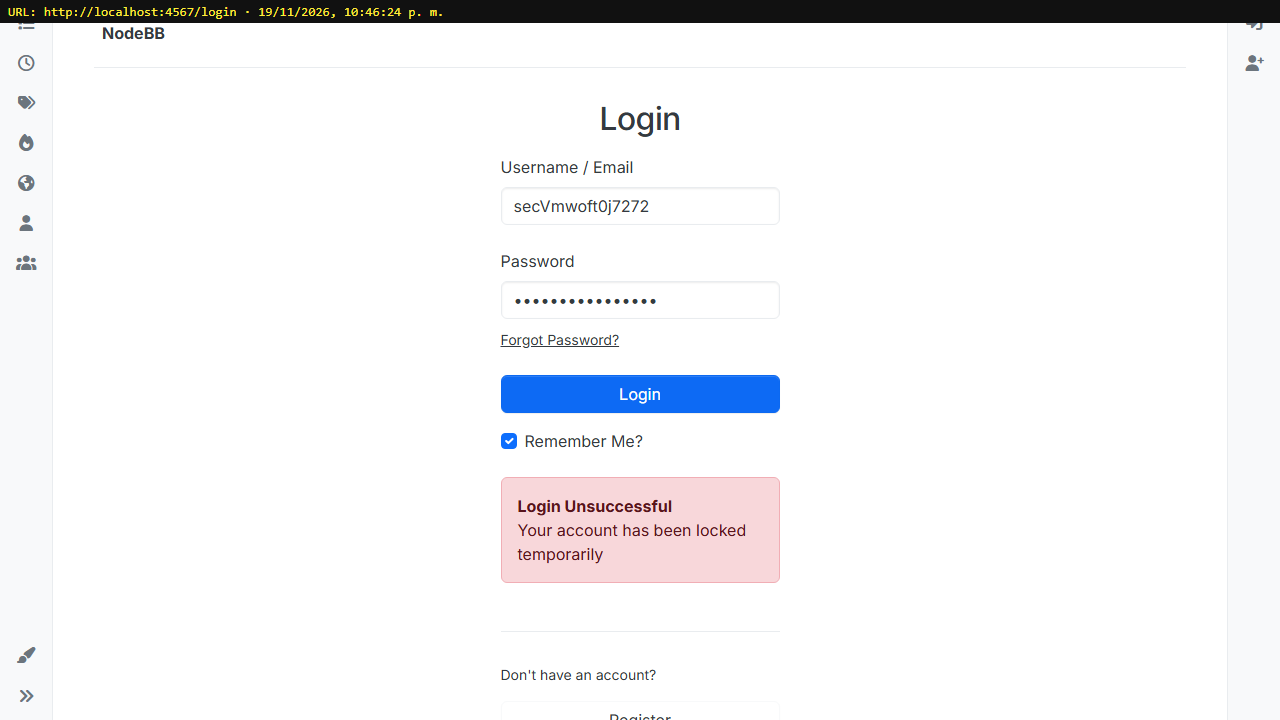 URL: http://localhost:4567/login · 19/11/2026, 10:46:24 p. m.
NodeBB
Login
Username / Email
secVmwoft0j7272
Password
••••••••••••••••
Forgot Password?
Login
Remember Me?
Login Unsuccessful
Your account has been locked
temporarily
Don't have an account?
Register